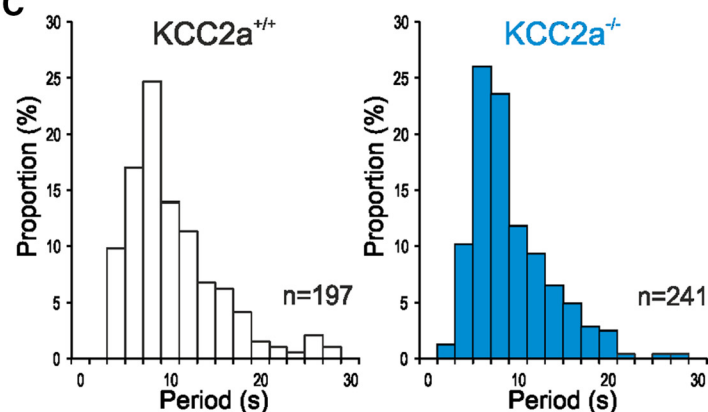 C
KCC2a+/+
Proportion (%)
30
25
20
15
10
5
0
n=197
0 10 20 30
Period (s)
KCC2a-/-
Proportion (%)
30
25
20
15
10
5
0
n=241
0 10 20 30
Period (s)